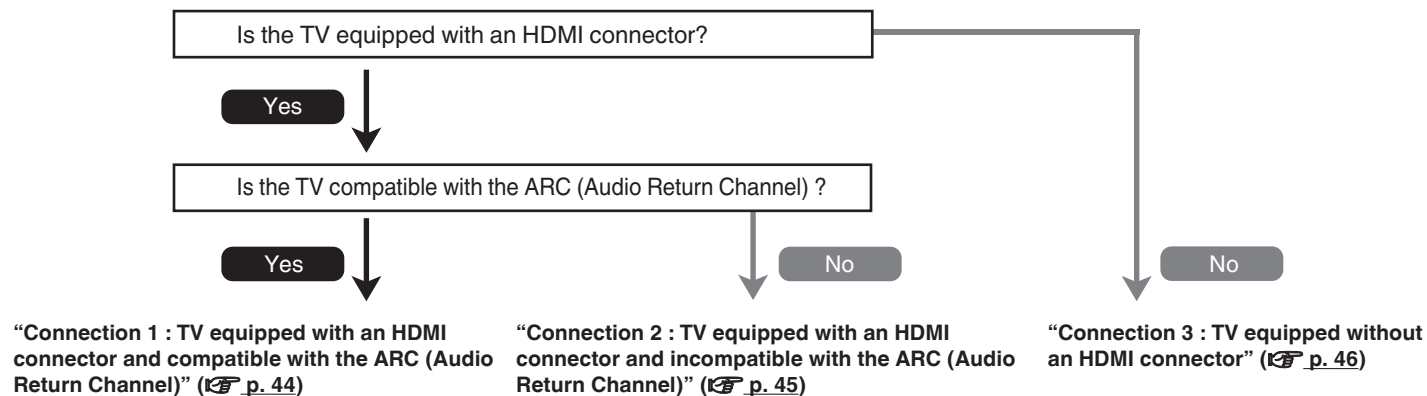 Is the TV equipped with an HDMI connector?
Yes
Is the TV compatible with the ARC (Audio Return Channel) ?
Yes
No
No
“Connection 1 : TV equipped with an HDMI
connector and compatible with the ARC (Audio
Return Channel)” (☞ p. 44)
“Connection 2 : TV equipped with an HDMI
connector and incompatible with the ARC (Audio
Return Channel)” (☞ p. 45)
“Connection 3 : TV equipped without
an HDMI connector” (☞ p. 46)